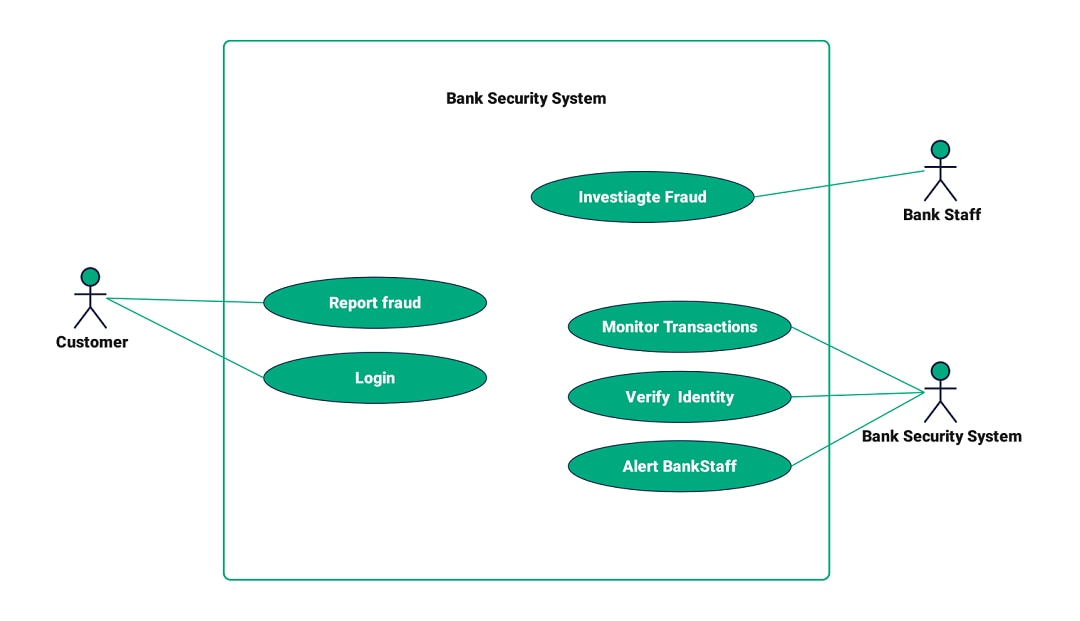 Bank Security System
Investiagte Fraud
Bank Staff
Report fraud
Customer
Login
Monitor Transactions
Verify  Identity
Bank Security System
Alert BankStaff